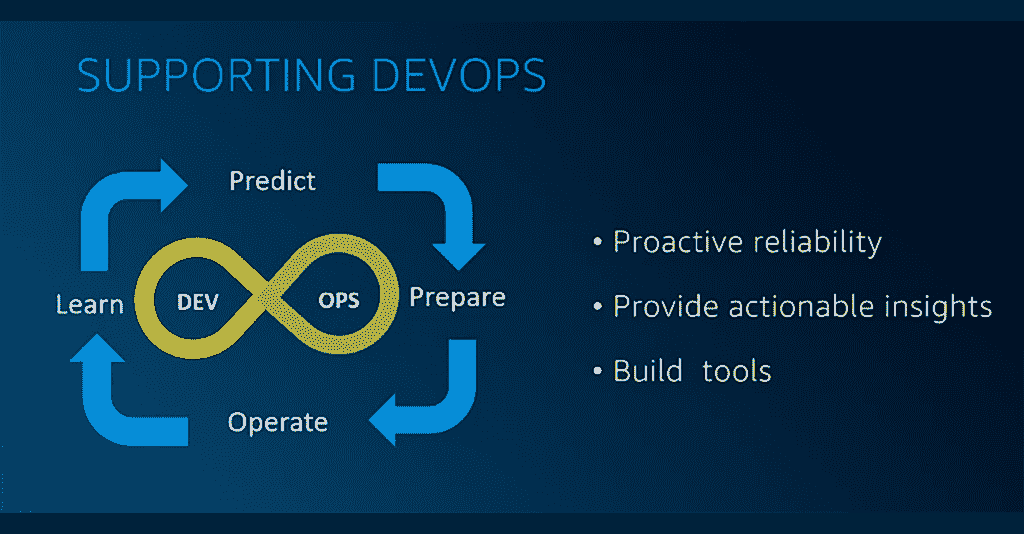 SUPPORTING DEVOPS
Predict
Learn
DEV
OPS
Prepare
Operate
• Proactive reliability
• Provide actionable insights
• Build tools